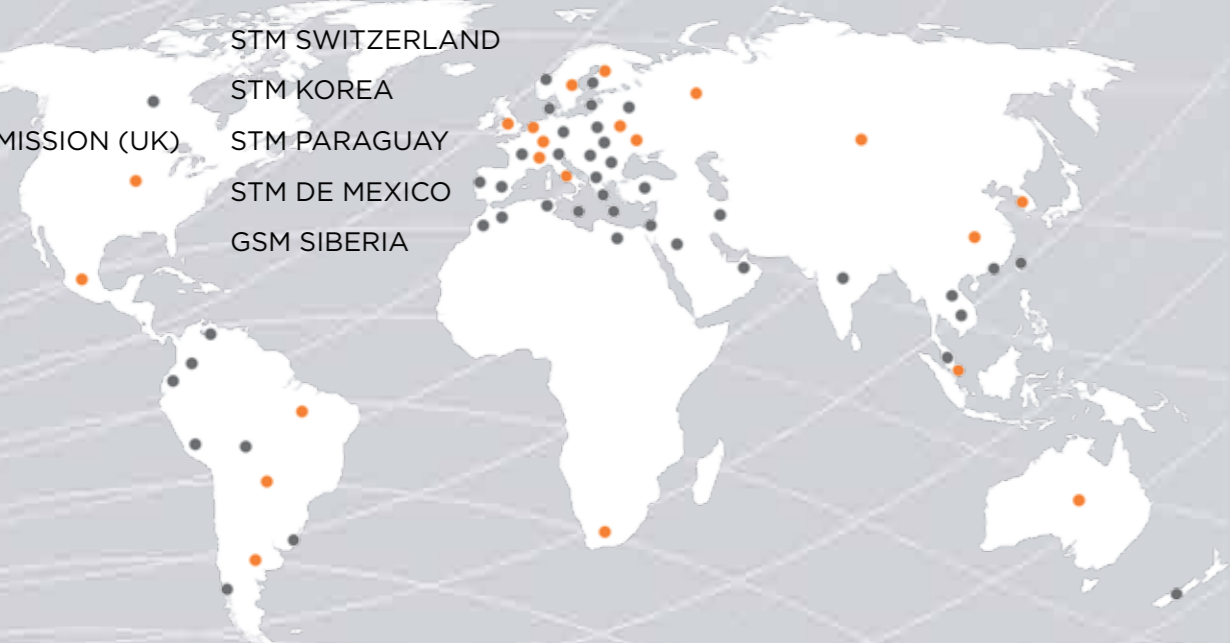 STM SWITZERLAND
STM KOREA
MISSION (UK) STM PARAGUAY
STM DE MEXICO
GSM SIBERIA